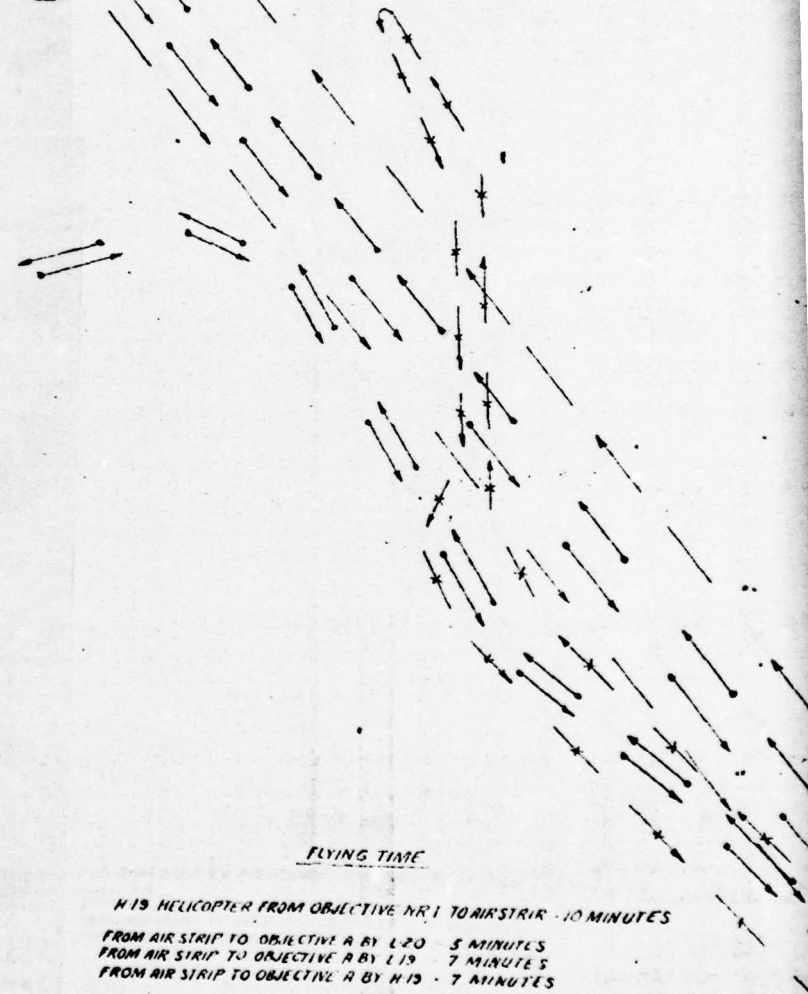 FLYING TIME
H-19 HELICOPTER FROM OBJECTIVE NR 1 TO AIRSTRIP - 10 MINUTES
FROM AIR STRIP TO OBJECTIVE A BY L-20 - 5 MINUTES
FROM AIR STRIP TO OBJECTIVE A BY L 19 - 7 MINUTES
FROM AIR STRIP TO OBJECTIVE A BY H-19 - 7 MINUTES